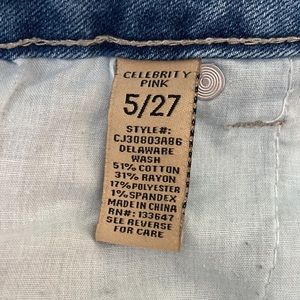 CELEBRITY
PINK
5/27
STYLE#:
CJ30803A86
DELAWARE
WASH
51% COTTON
31% RAYON
17% POLYESTER
1% SPANDEX
MADE IN CHINA
RN#: 133647
SEE REVERSE
FOR CARE